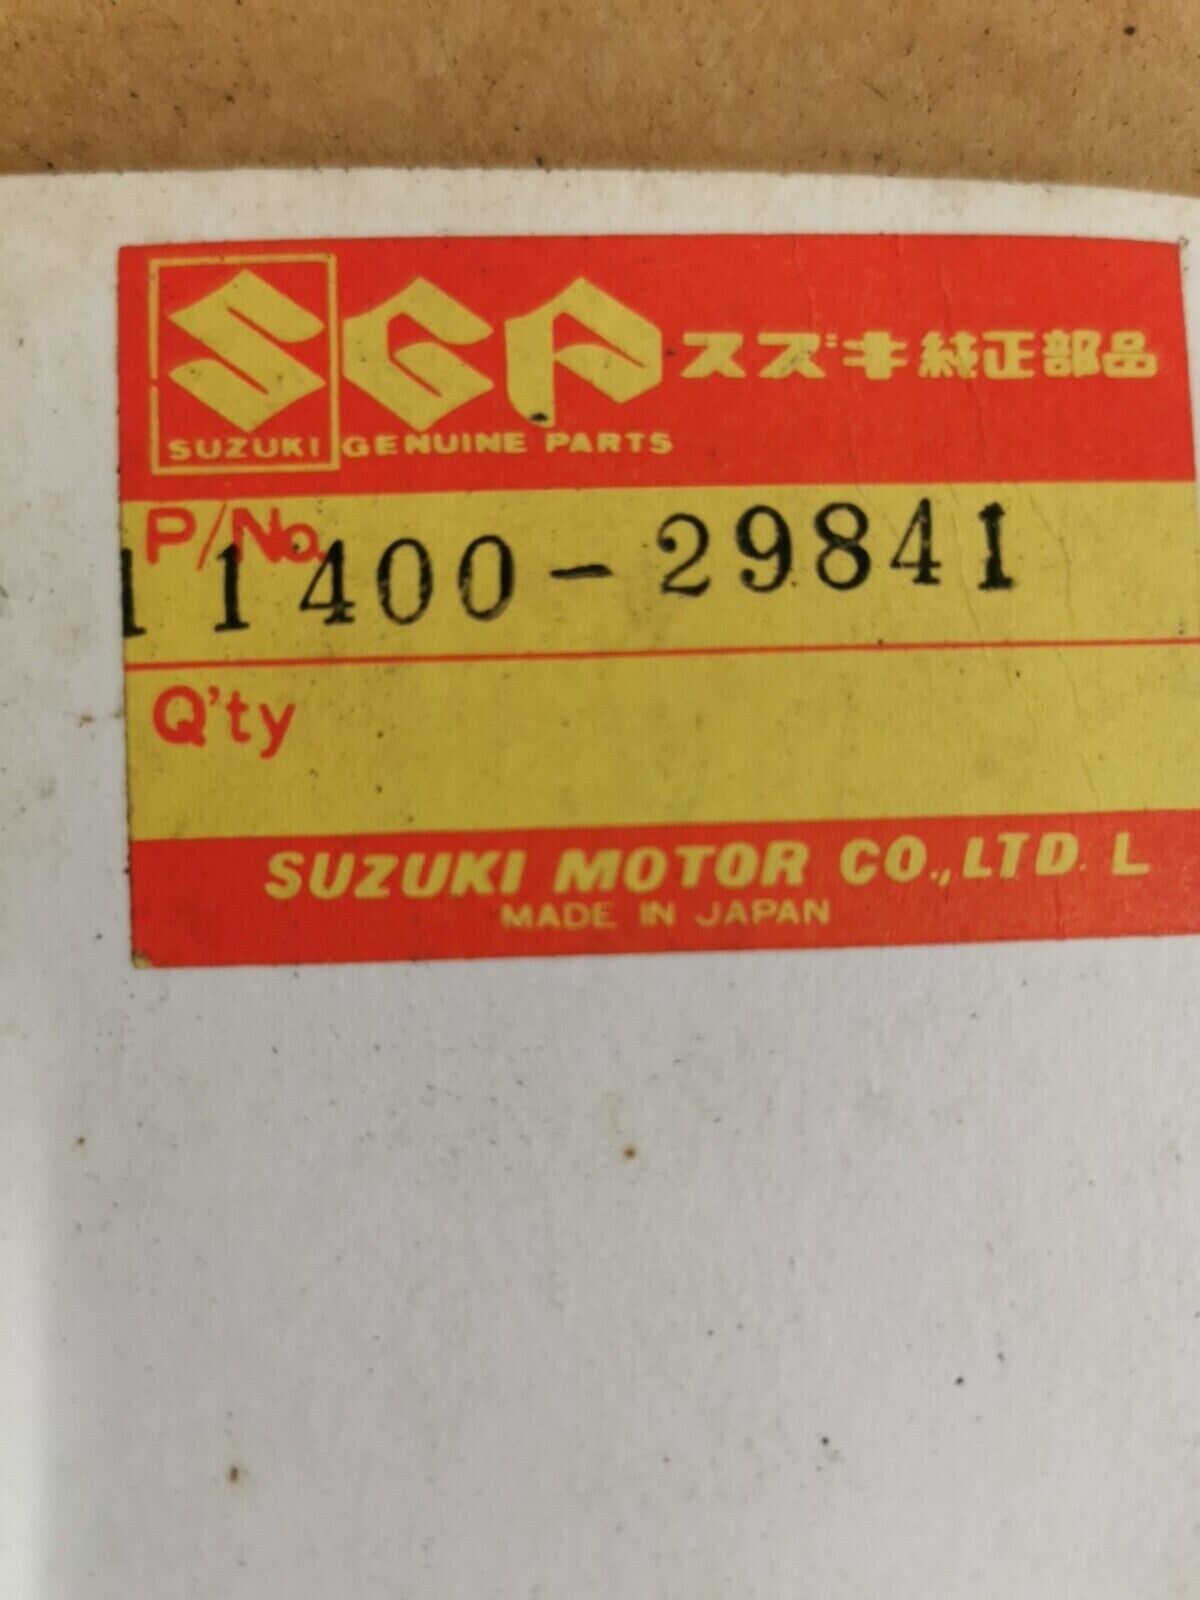 SGP スズキ純正部品
SUZUKI GENUINE PARTS
P/No.
11400-29841
Q'ty
SUZUKI MOTOR CO.,LTD. L
MADE IN JAPAN